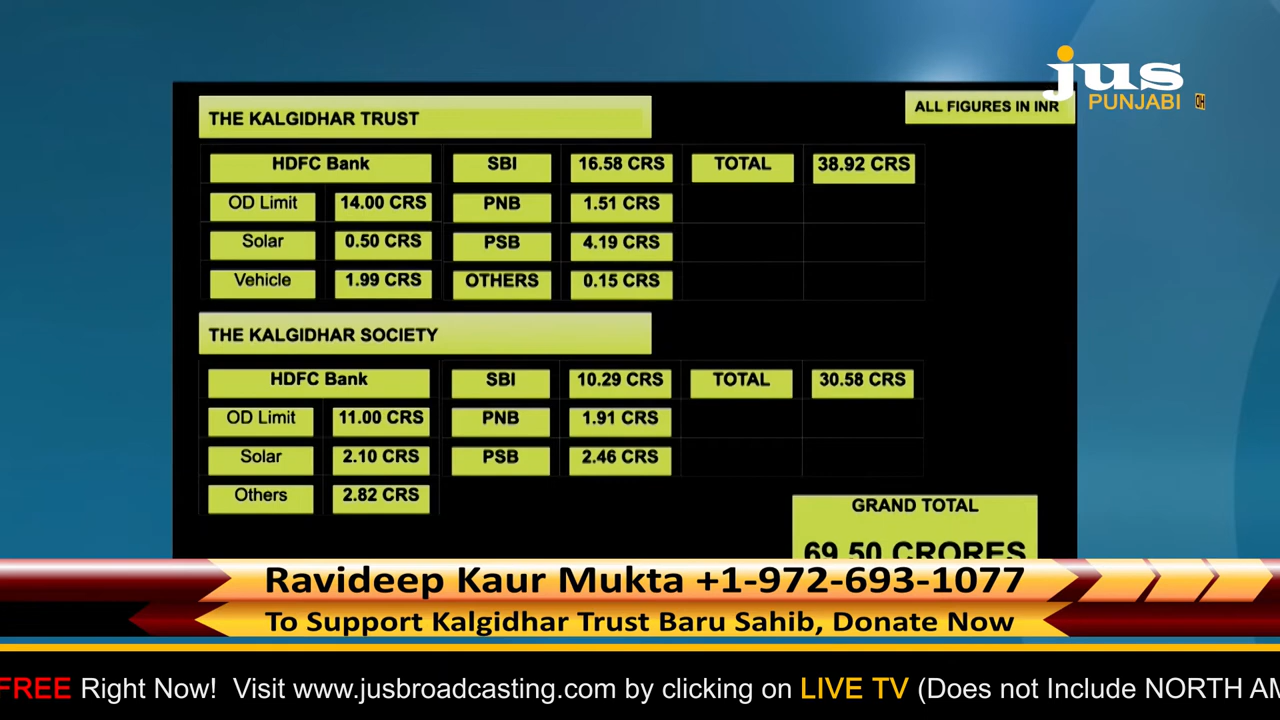 jus
PUNJABI
THE KALGIDHAR TRUST
ALL FIGURES IN INR
HDFC Bank SBI 16.58 CRS TOTAL 38.92 CRS
OD Limit 14.00 CRS PNB 1.51 CRS
Solar 0.50 CRS PSB 4.19 CRS
Vehicle 1.99 CRS OTHERS 0.15 CRS
THE KALGIDHAR SOCIETY
HDFC Bank SBI 10.29 CRS TOTAL 30.58 CRS
OD Limit 11.00 CRS PNB 1.91 CRS
Solar 2.10 CRS PSB 2.46 CRS
Others 2.82 CRS
GRAND TOTAL
69.50 CRORES
Ravideep Kaur Mukta +1-972-693-1077
To Support Kalgidhar Trust Baru Sahib, Donate Now
FREE Right Now! Visit www.jusbroadcasting.com by clicking on LIVE TV (Does not Include NORTH AM